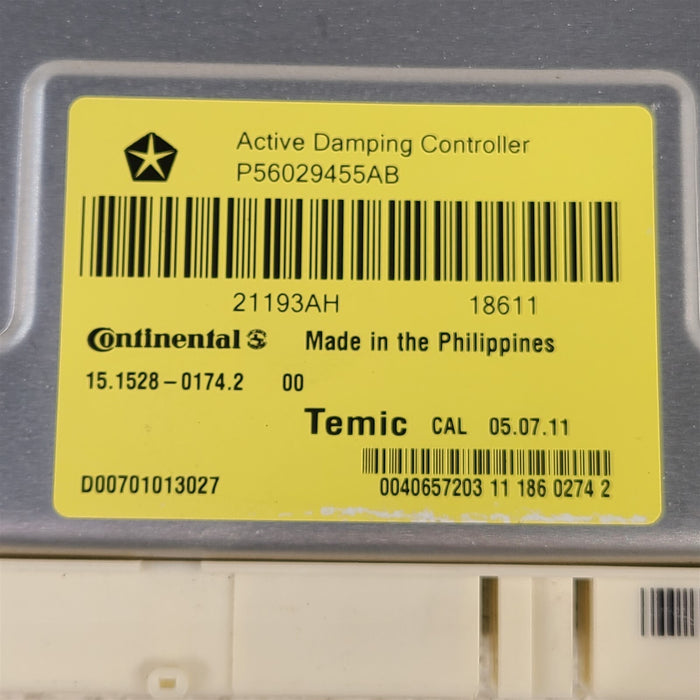 Active Damping Controller
P56029455AB
21193AH 18611
Continental Made in the Philippines
15.1528-0174.2 00
Temic CAL 05.07.11
D00701013027 0040657203 11 186 0274 2